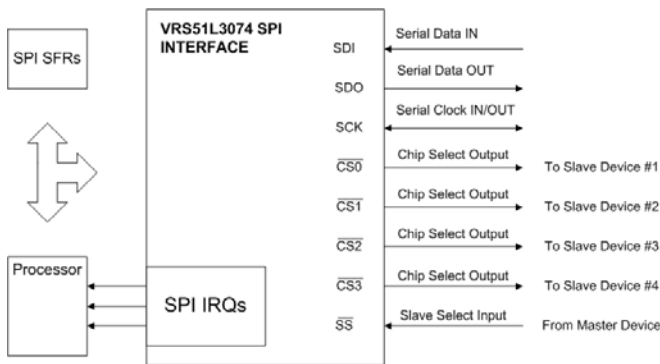 VRS51L3074 SPI
INTERFACE
SPI SFRs
SDI
Serial Data IN
SDO
Serial Data OUT
SCK
Serial Clock IN/OUT
CS0
Chip Select Output
To Slave Device #1
CS1
Chip Select Output
To Slave Device #2
CS2
Chip Select Output
To Slave Device #3
CS3
Chip Select Output
To Slave Device #4
Processor
SPI IRQs
SS
Slave Select Input
From Master Device